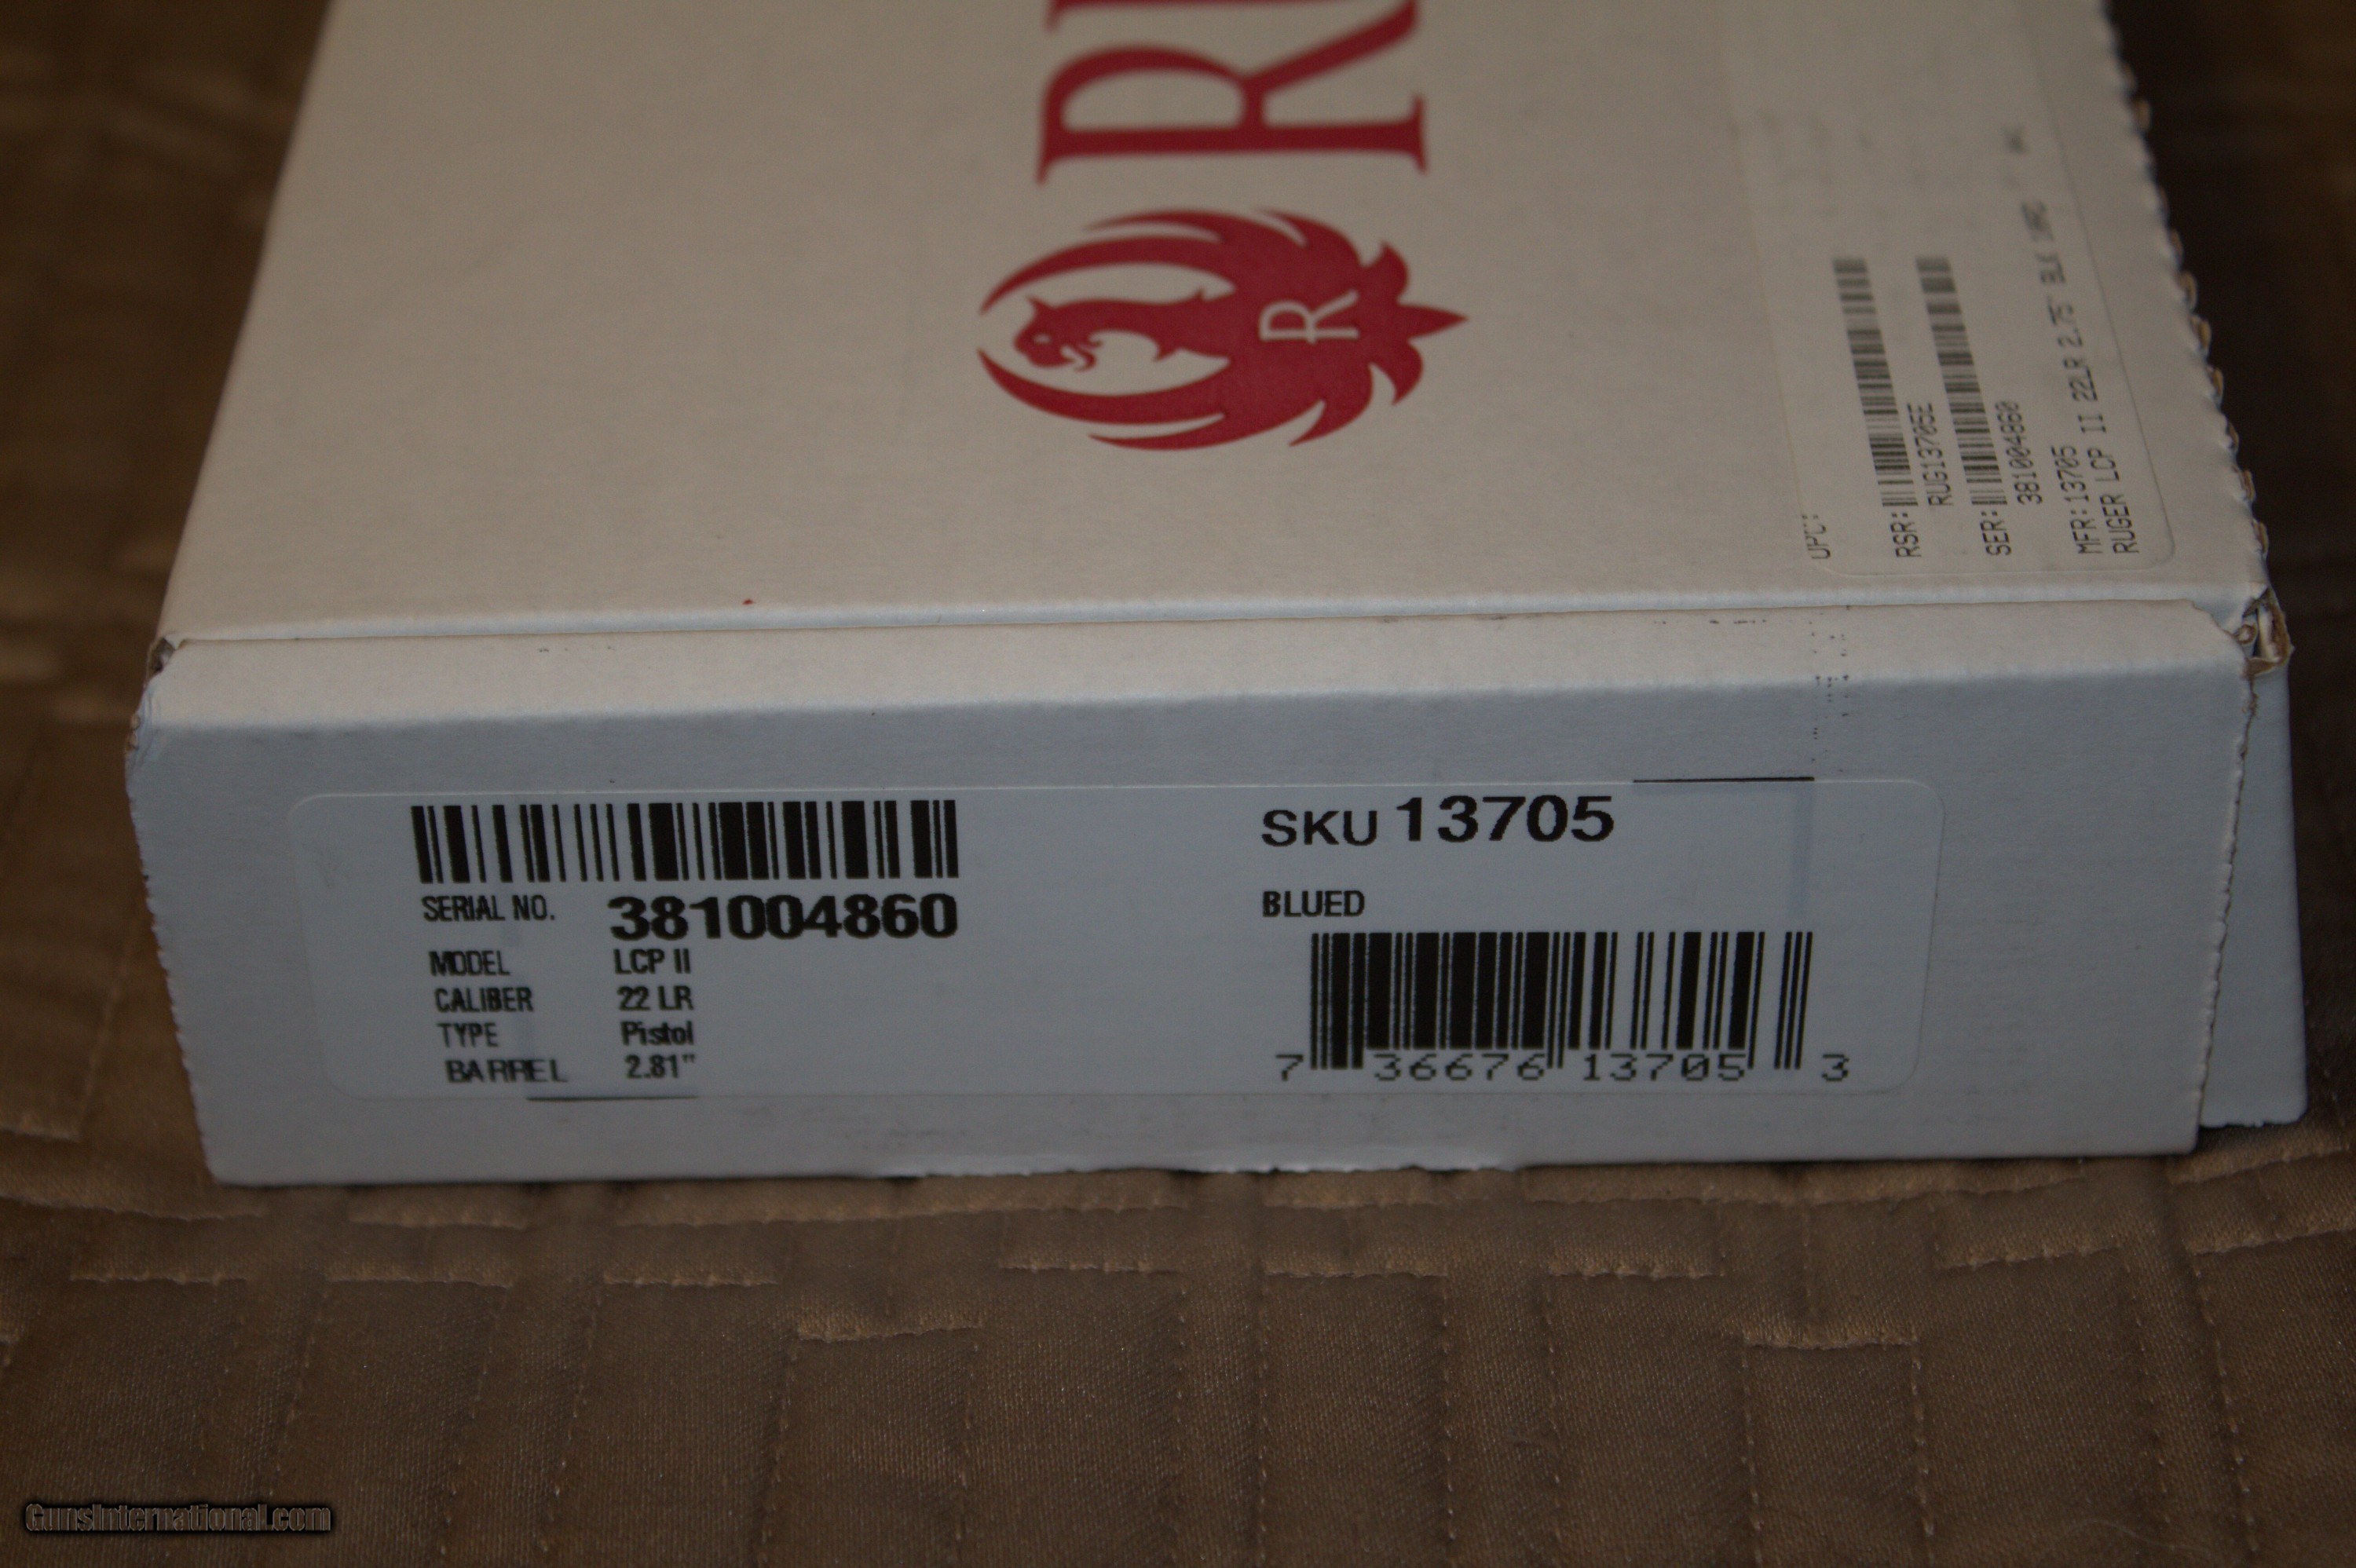 R
R
UPC:
RSR:
RUG13705E
SER:
381004860
MFR:13705
RUGER LCP II 22LR 2.75" BLK
SERIAL NO. 381004860
MODEL LCP II
CALIBER 22 LR
TYPE Pistol
BARREL 2.81"
SKU 13705
BLUED
7 36676 13705 3
GunsInternational.com